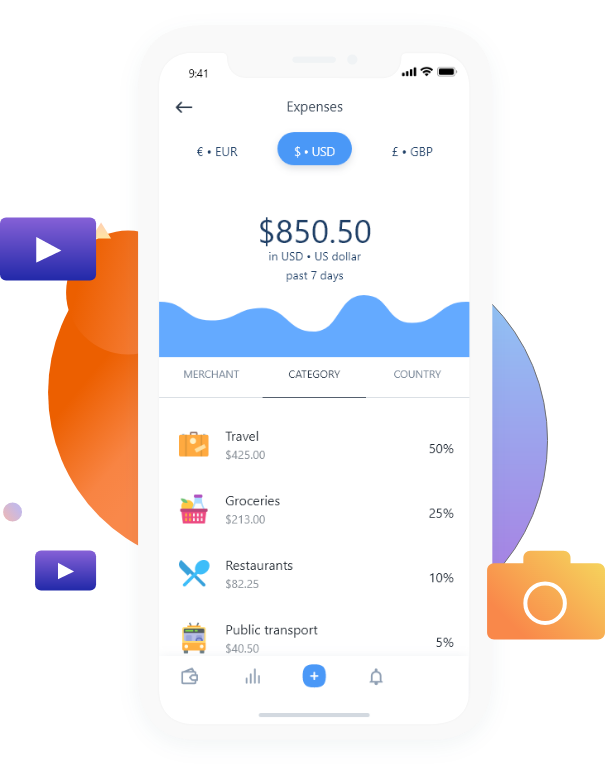 9:41
Expenses
€ • EUR
$ • USD
£ • GBP
$850.50
in USD • US dollar
past 7 days
MERCHANT
CATEGORY
COUNTRY
Travel
$425.00
50%
Groceries
$213.00
25%
Restaurants
$82.25
10%
Public transport
$40.50
5%